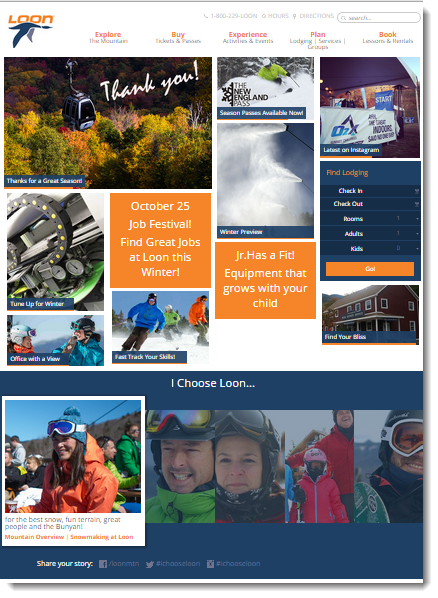 LOON
1-800-229-LOON HOURS DIRECTIONS search...
Explore
The Mountain
Buy
Tickets & Passes
Experience
Activities & Events
Plan
Lodging | Services |
Groups
Book
Lessons & Rentals
Thank you!
Thanks for a Great Season!
THE
NEW
ENGLAND
PASS
Season Passes Available Now!
START
O2X
Latest on Instagram
Winter Preview
Find Lodging
Check In
Check Out
Rooms 1
Adults 1
Kids 0
Go!
Tune Up for Winter
October 25
Job Festival!
Find Great Jobs
at Loon this
Winter!
Jr.Has a Fit!
Equipment that
grows with your
child
Office with a View
Fast Track Your Skills!
Find Your Bliss
I Choose Loon...
for the best snow, fun terrain, great
people and the Bunyan!
Mountain Overview | Snowmaking at Loon
Share your story: /loonmtn #ichooseloon #ichooseloon